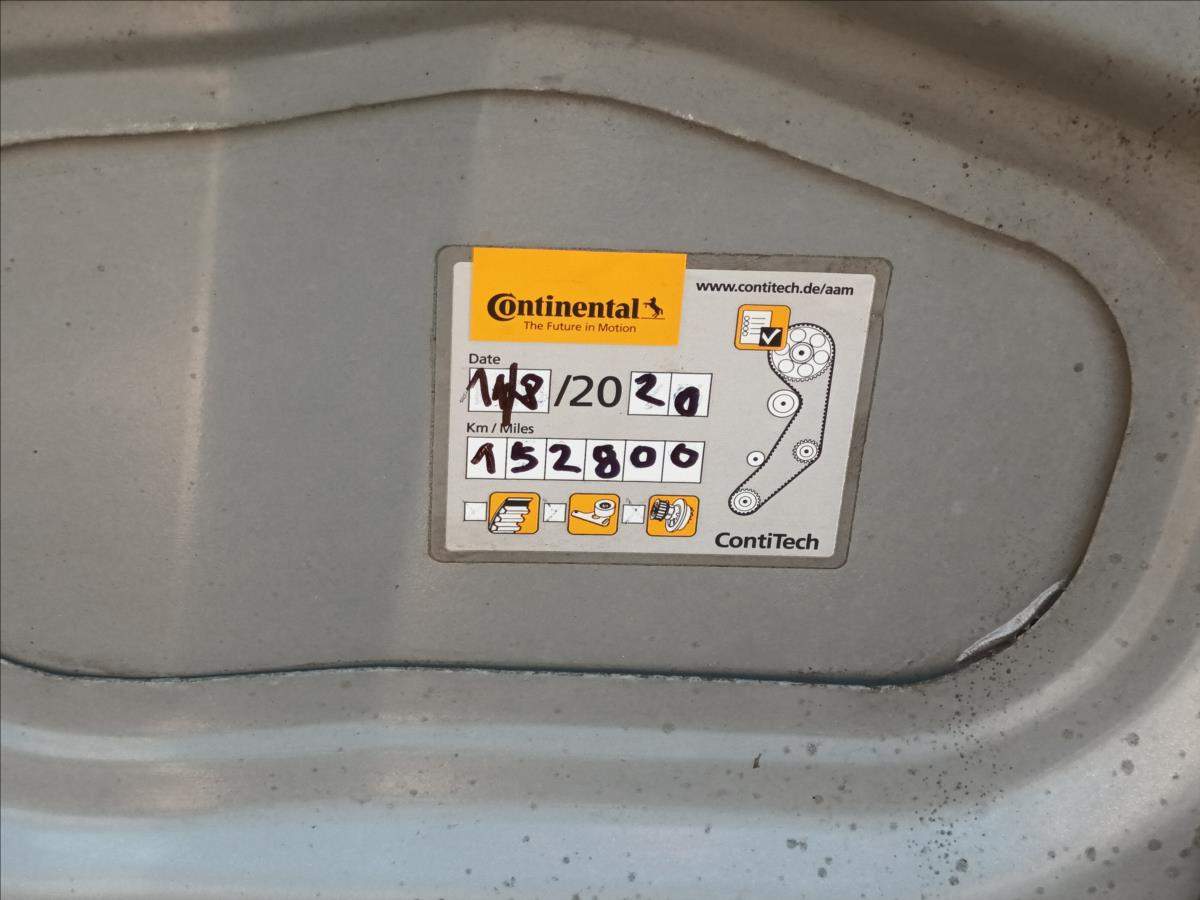 Continental
The Future in Motion
www.contitech.de/aam
Date
/2020
Km / Miles
152800
ContiTech